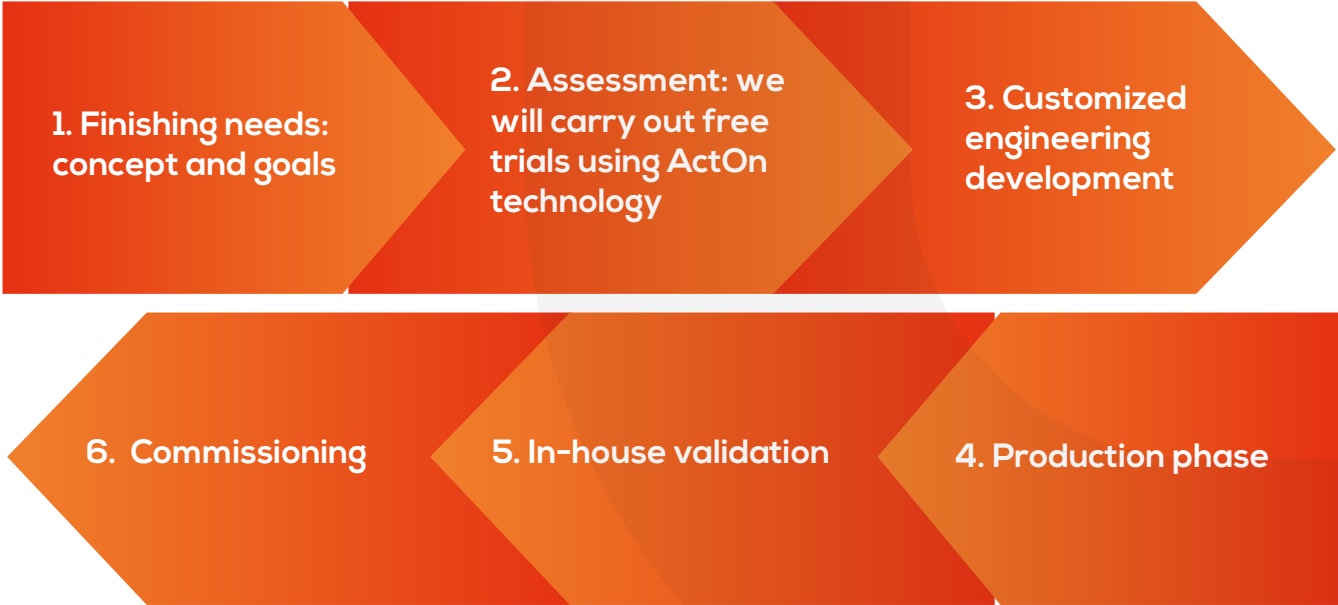 1. Finishing needs:
concept and goals
2. Assessment: we
will carry out free
trials using ActOn
technology
3. Customized
engineering
development
4. Production phase
5. In-house validation
6. Commissioning